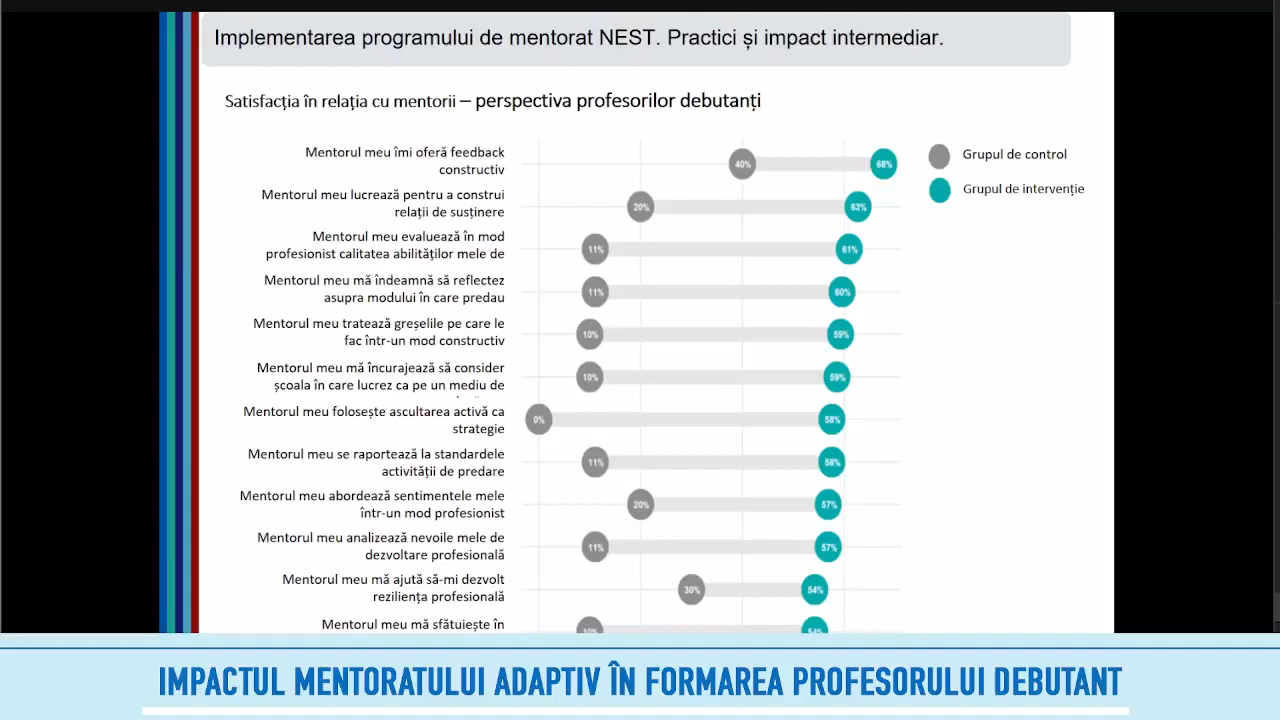 Implementarea programului de mentorat NEST. Practici și impact intermediar.
Satisfacția în relația cu mentorii – perspectiva profesorilor debutanți
Mentorul meu îmi oferă feedback
constructiv
40%
68%
Grupul de control
Grupul de intervenție
Mentorul meu lucrează pentru a construi
relații de susținere
20%
63%
Mentorul meu evaluează în mod
profesionist calitatea abilităților mele de
11%
61%
Mentorul meu mă îndeamnă să reflectez
asupra modului în care predau
11%
60%
Mentorul meu tratează greșelile pe care le
fac într-un mod constructiv
10%
59%
Mentorul meu mă încurajează să consider
școala în care lucrez ca pe un mediu de
10%
59%
Mentorul meu folosește ascultarea activă ca
strategie
0%
58%
Mentorul meu se raportează la standardele
activității de predare
11%
58%
Mentorul meu abordează sentimentele mele
într-un mod profesionist
20%
57%
Mentorul meu analizează nevoile mele de
dezvoltare profesională
11%
57%
Mentorul meu mă ajută să-mi dezvolt
reziliența profesională
30%
54%
Mentorul meu mă sfătuiește în
10%
54%
IMPACTUL MENTORATULUI ADAPTIV ÎN FORMAREA PROFESORULUI DEBUTANT